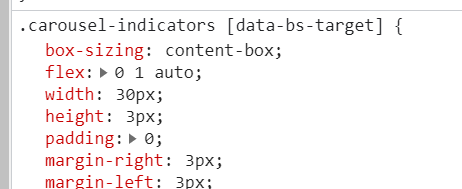 .carousel-indicators [data-bs-target] {
box-sizing: content-box;
flex: 0 1 auto;
width: 30px;
height: 3px;
padding: 0;
margin-right: 3px;
margin-left: 3px;